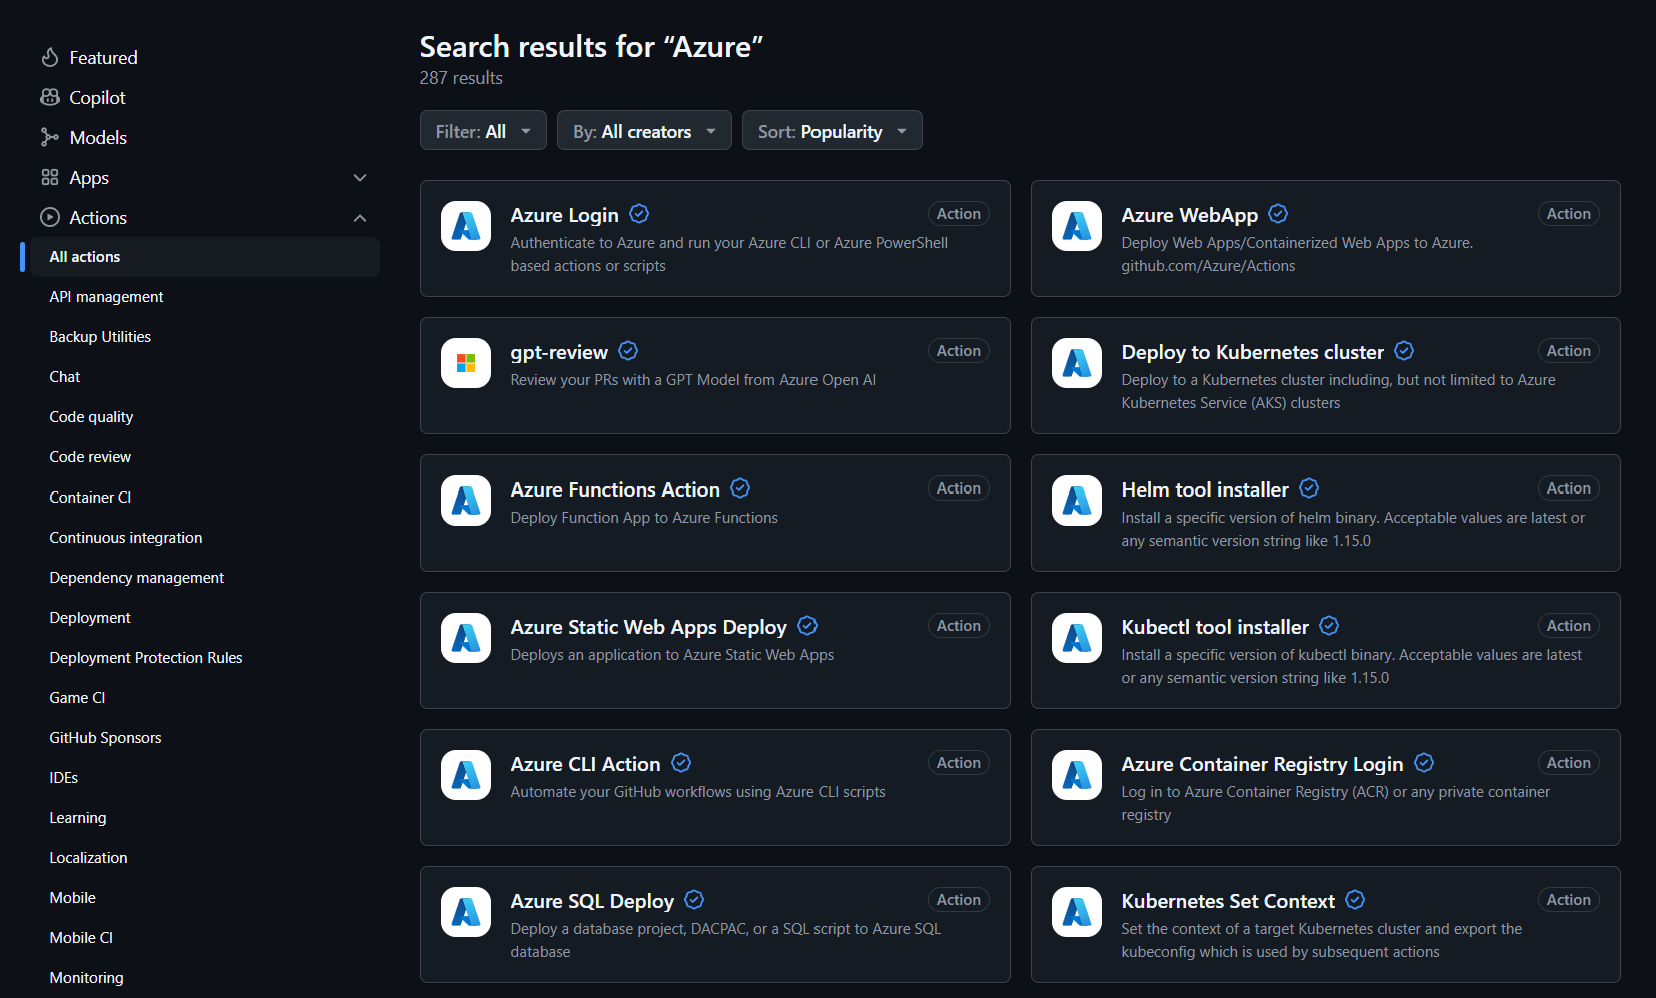 Featured
Copilot
Models
Apps
Actions
All actions
API management
Backup Utilities
Chat
Code quality
Code review
Container CI
Continuous integration
Dependency management
Deployment
Deployment Protection Rules
Game CI
GitHub Sponsors
IDEs
Learning
Localization
Mobile
Mobile CI
Monitoring
Search results for “Azure”
287 results
Filter: All
By: All creators
Sort: Popularity
Azure Login
Action
Authenticate to Azure and run your Azure CLI or Azure PowerShell
based actions or scripts
Azure WebApp
Action
Deploy Web Apps/Containerized Web Apps to Azure.
github.com/Azure/Actions
gpt-review
Action
Review your PRs with a GPT Model from Azure Open AI
Deploy to Kubernetes cluster
Action
Deploy to a Kubernetes cluster including, but not limited to Azure
Kubernetes Service (AKS) clusters
Azure Functions Action
Action
Deploy Function App to Azure Functions
Helm tool installer
Action
Install a specific version of helm binary. Acceptable values are latest or
any semantic version string like 1.15.0
Azure Static Web Apps Deploy
Action
Deploys an application to Azure Static Web Apps
Kubectl tool installer
Action
Install a specific version of kubectl binary. Acceptable values are latest
or any semantic version string like 1.15.0
Azure CLI Action
Action
Automate your GitHub workflows using Azure CLI scripts
Azure Container Registry Login
Action
Log in to Azure Container Registry (ACR) or any private container
registry
Azure SQL Deploy
Action
Deploy a database project, DACPAC, or a SQL script to Azure SQL
database
Kubernetes Set Context
Action
Set the context of a target Kubernetes cluster and export the
kubeconfig which is used by subsequent actions